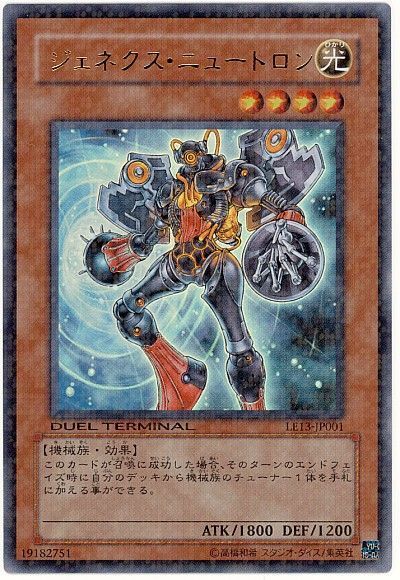 ジェネクス・ニュートロン
光
DUEL TERMINAL
LE13-JP001
【機械族・効果】
このカードが召喚に成功した場合、そのターンのエンドフェ
イズ時に自分のデッキから機械族のチューナー1体を手札
に加える事ができる。
ATK/1800 DEF/1200
19182751
©高橋和希 スタジオ・ダイス/集英社